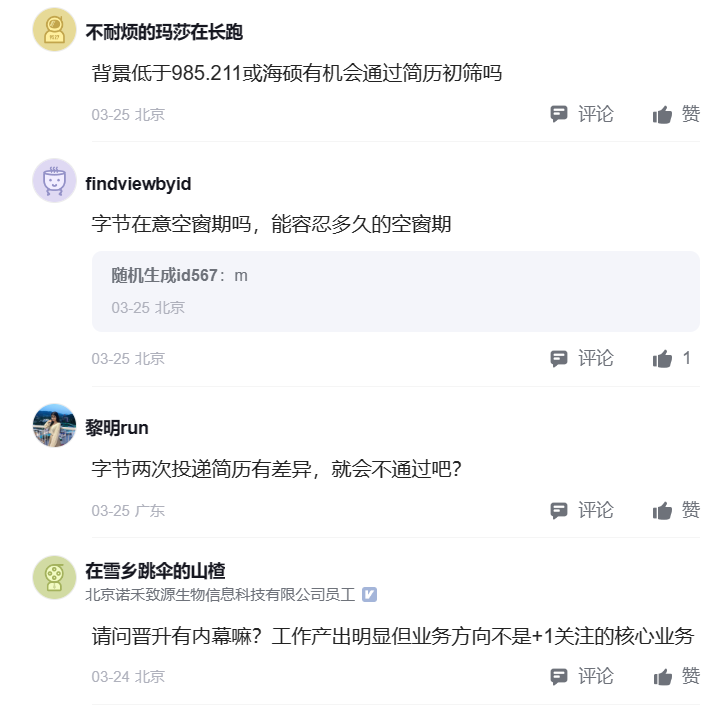 不耐烦的玛莎在长跑
背景低于985.211或海硕有机会通过简历初筛吗
03-25 北京
评论
赞
findviewbyid
字节在意空窗期吗，能容忍多久的空窗期
随机生成id567：m
03-25 北京
03-25 北京
评论
1
黎明run
字节两次投递简历有差异，就会不通过吧？
03-25 广东
评论
赞
在雪乡跳伞的山楂
北京诺禾致源生物信息科技有限公司员工
请问晋升有内幕嘛？工作产出明显但业务方向不是+1关注的核心业务
03-24 北京
评论
赞